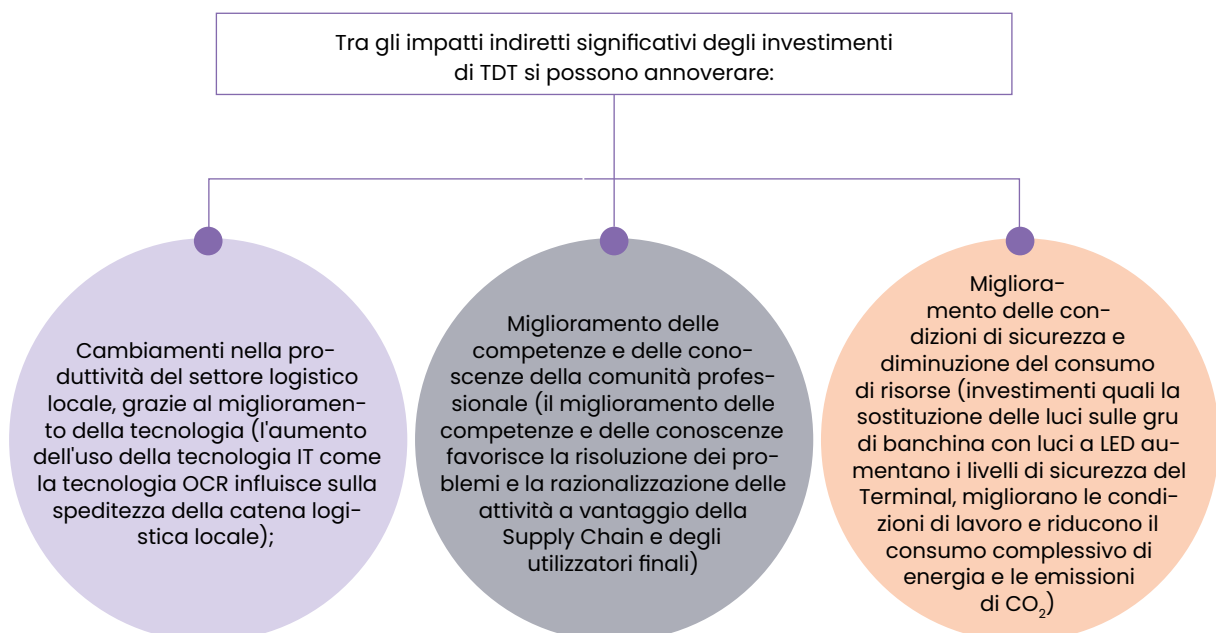 Tra gli impatti indiretti significativi degli investimenti
di TDT si possono annoverare:
Cambiamenti nella pro-
duttività del settore logistico
locale, grazie al miglioramen-
to della tecnologia (l'aumento
dell'uso della tecnologia IT come
la tecnologia OCR influisce sulla
speditezza della catena logi-
stica locale);
Miglioramento delle
competenze e delle cono-
scenze della comunità profes-
sionale (il miglioramento delle
competenze e delle conoscenze
favorisce la risoluzione dei pro-
blemi e la razionalizzazione delle
attività a vantaggio della
Supply Chain e degli
utilizzatori finali)
Migliora-
mento delle con-
dizioni di sicurezza e
diminuzione del consumo
di risorse (investimenti quali la
sostituzione delle luci sulle gru
di banchina con luci a LED au-
mentano i livelli di sicurezza del
Terminal, migliorano le condi-
zioni di lavoro e riducono il
consumo complessivo di
energia e le emissioni
di CO₂)